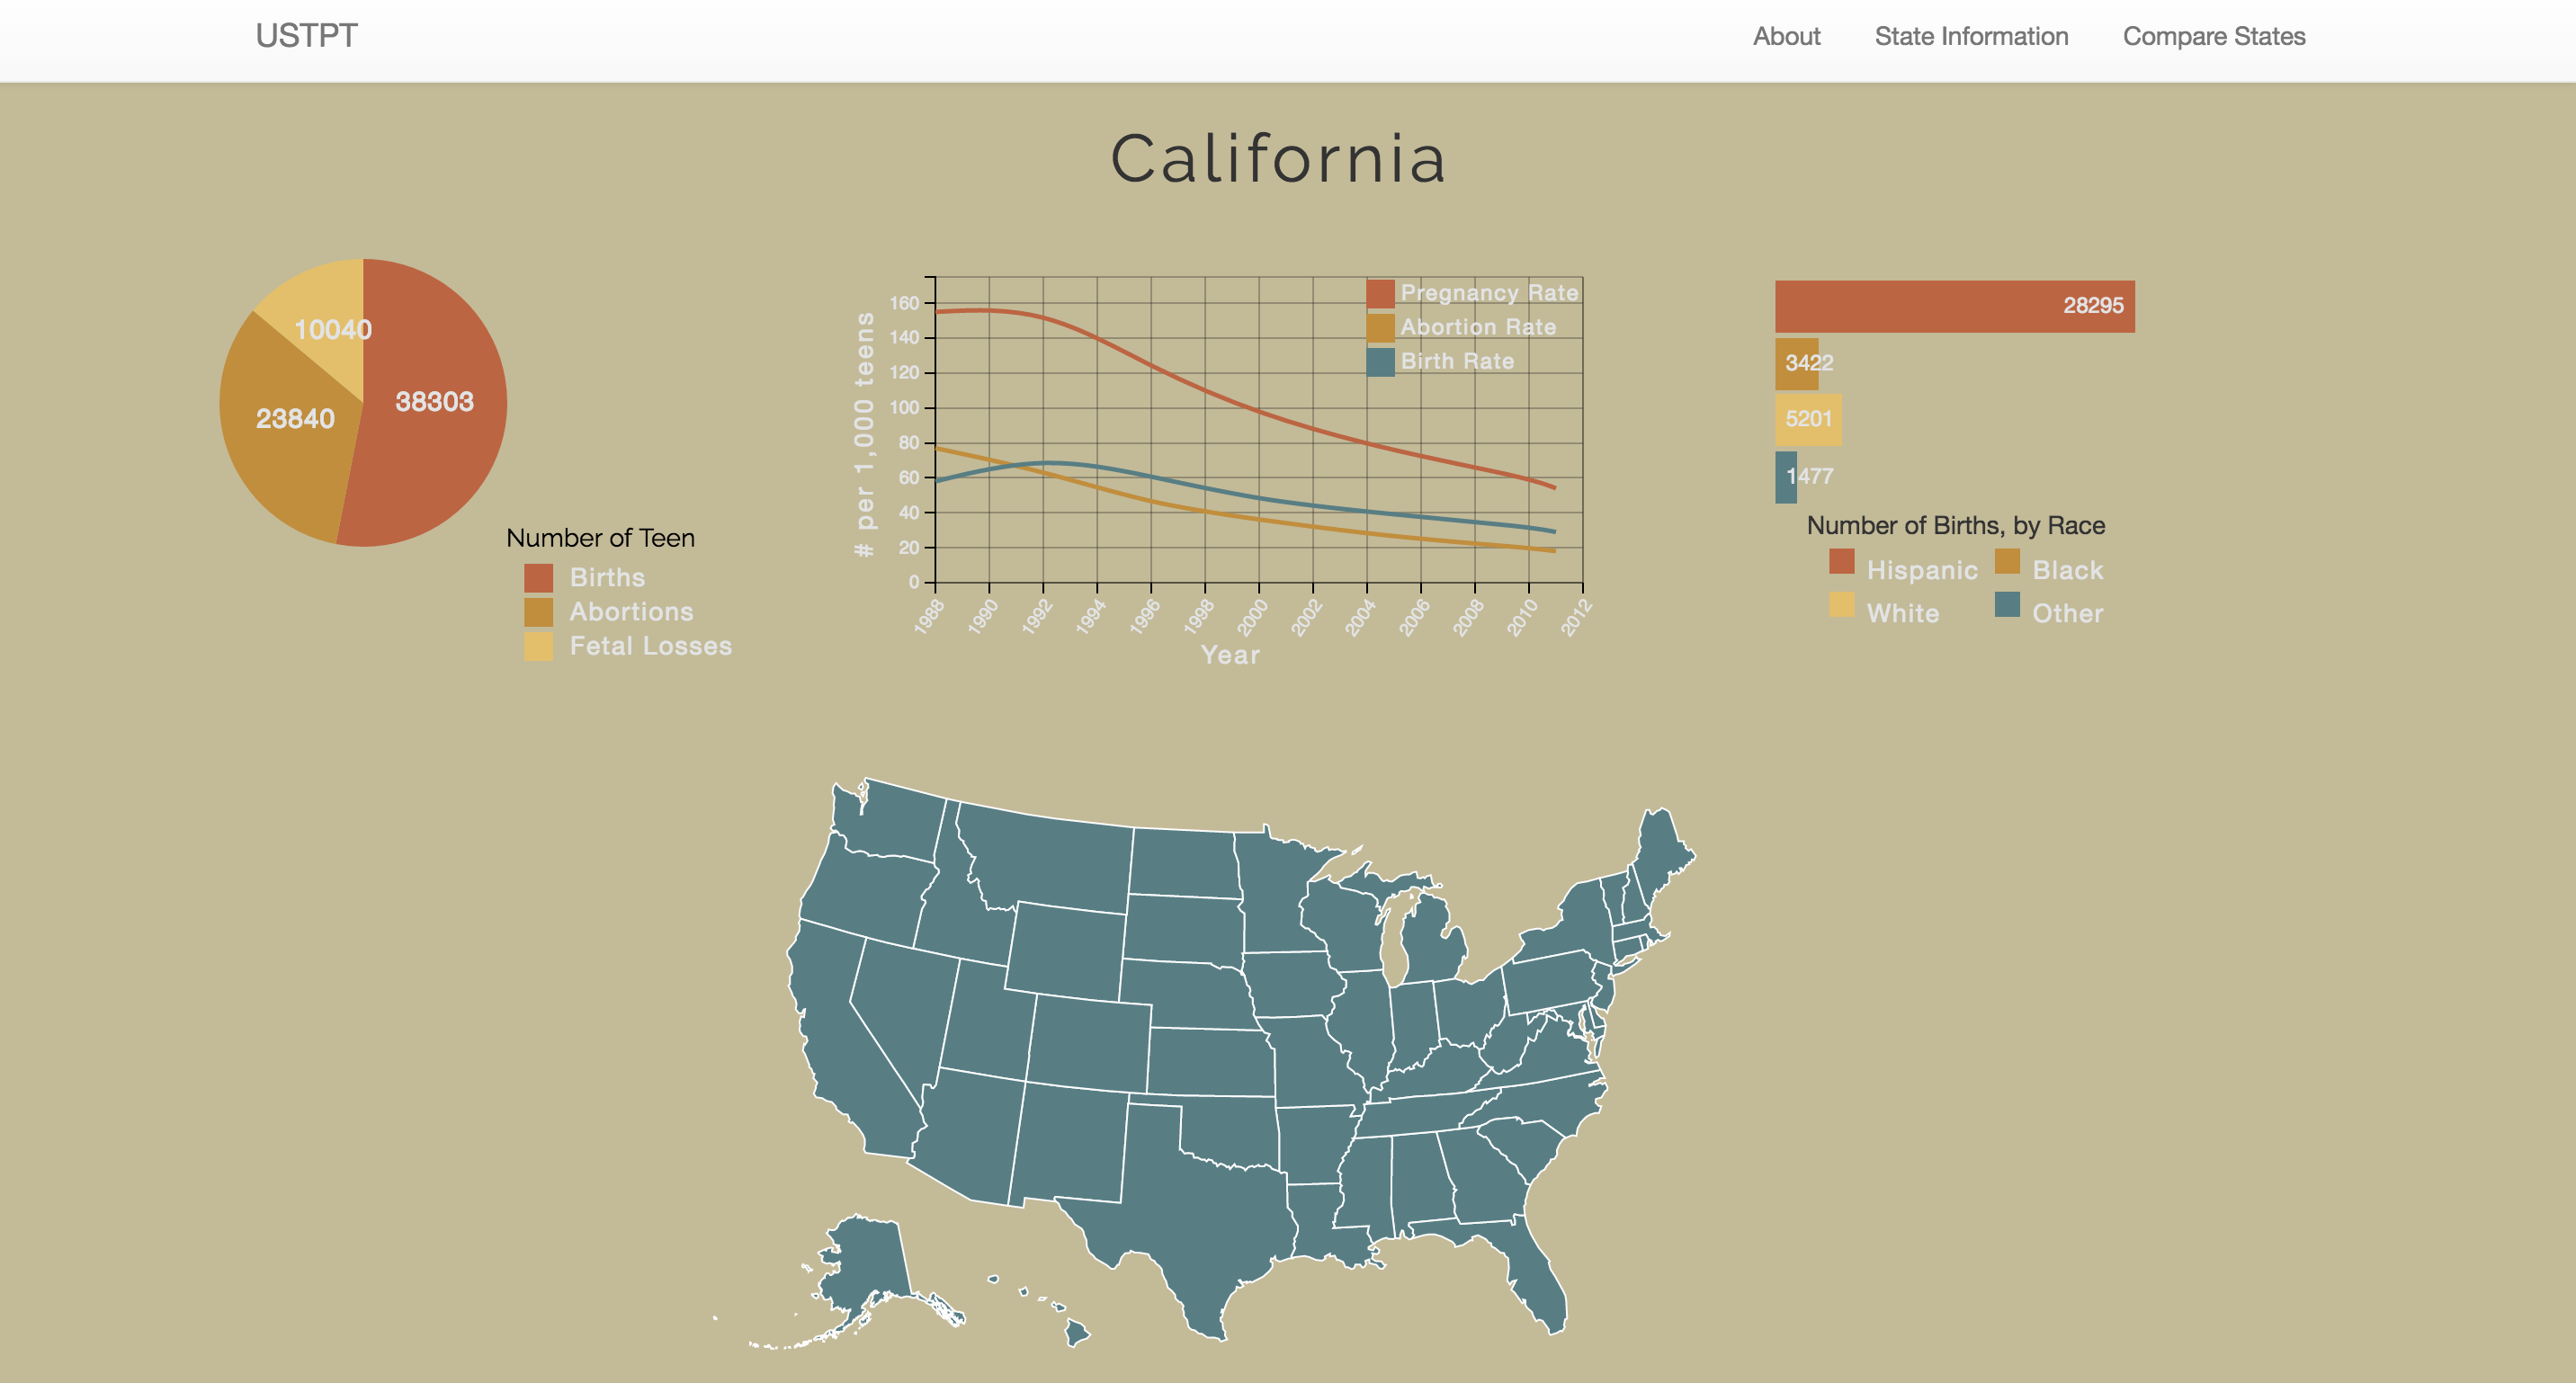 USTPT
About
State Information
Compare States
California
10040
38303
23840
Number of Teen
Births
Abortions
Fetal Losses
# per 1,000 teens
160
140
120
100
80
60
40
20
0
Pregnancy Rate
Abortion Rate
Birth Rate
1988
1990
1992
1994
1996
1998
2000
2002
2004
2006
2008
2010
2012
Year
28295
3422
5201
1477
Number of Births, by Race
Hispanic
Black
White
Other